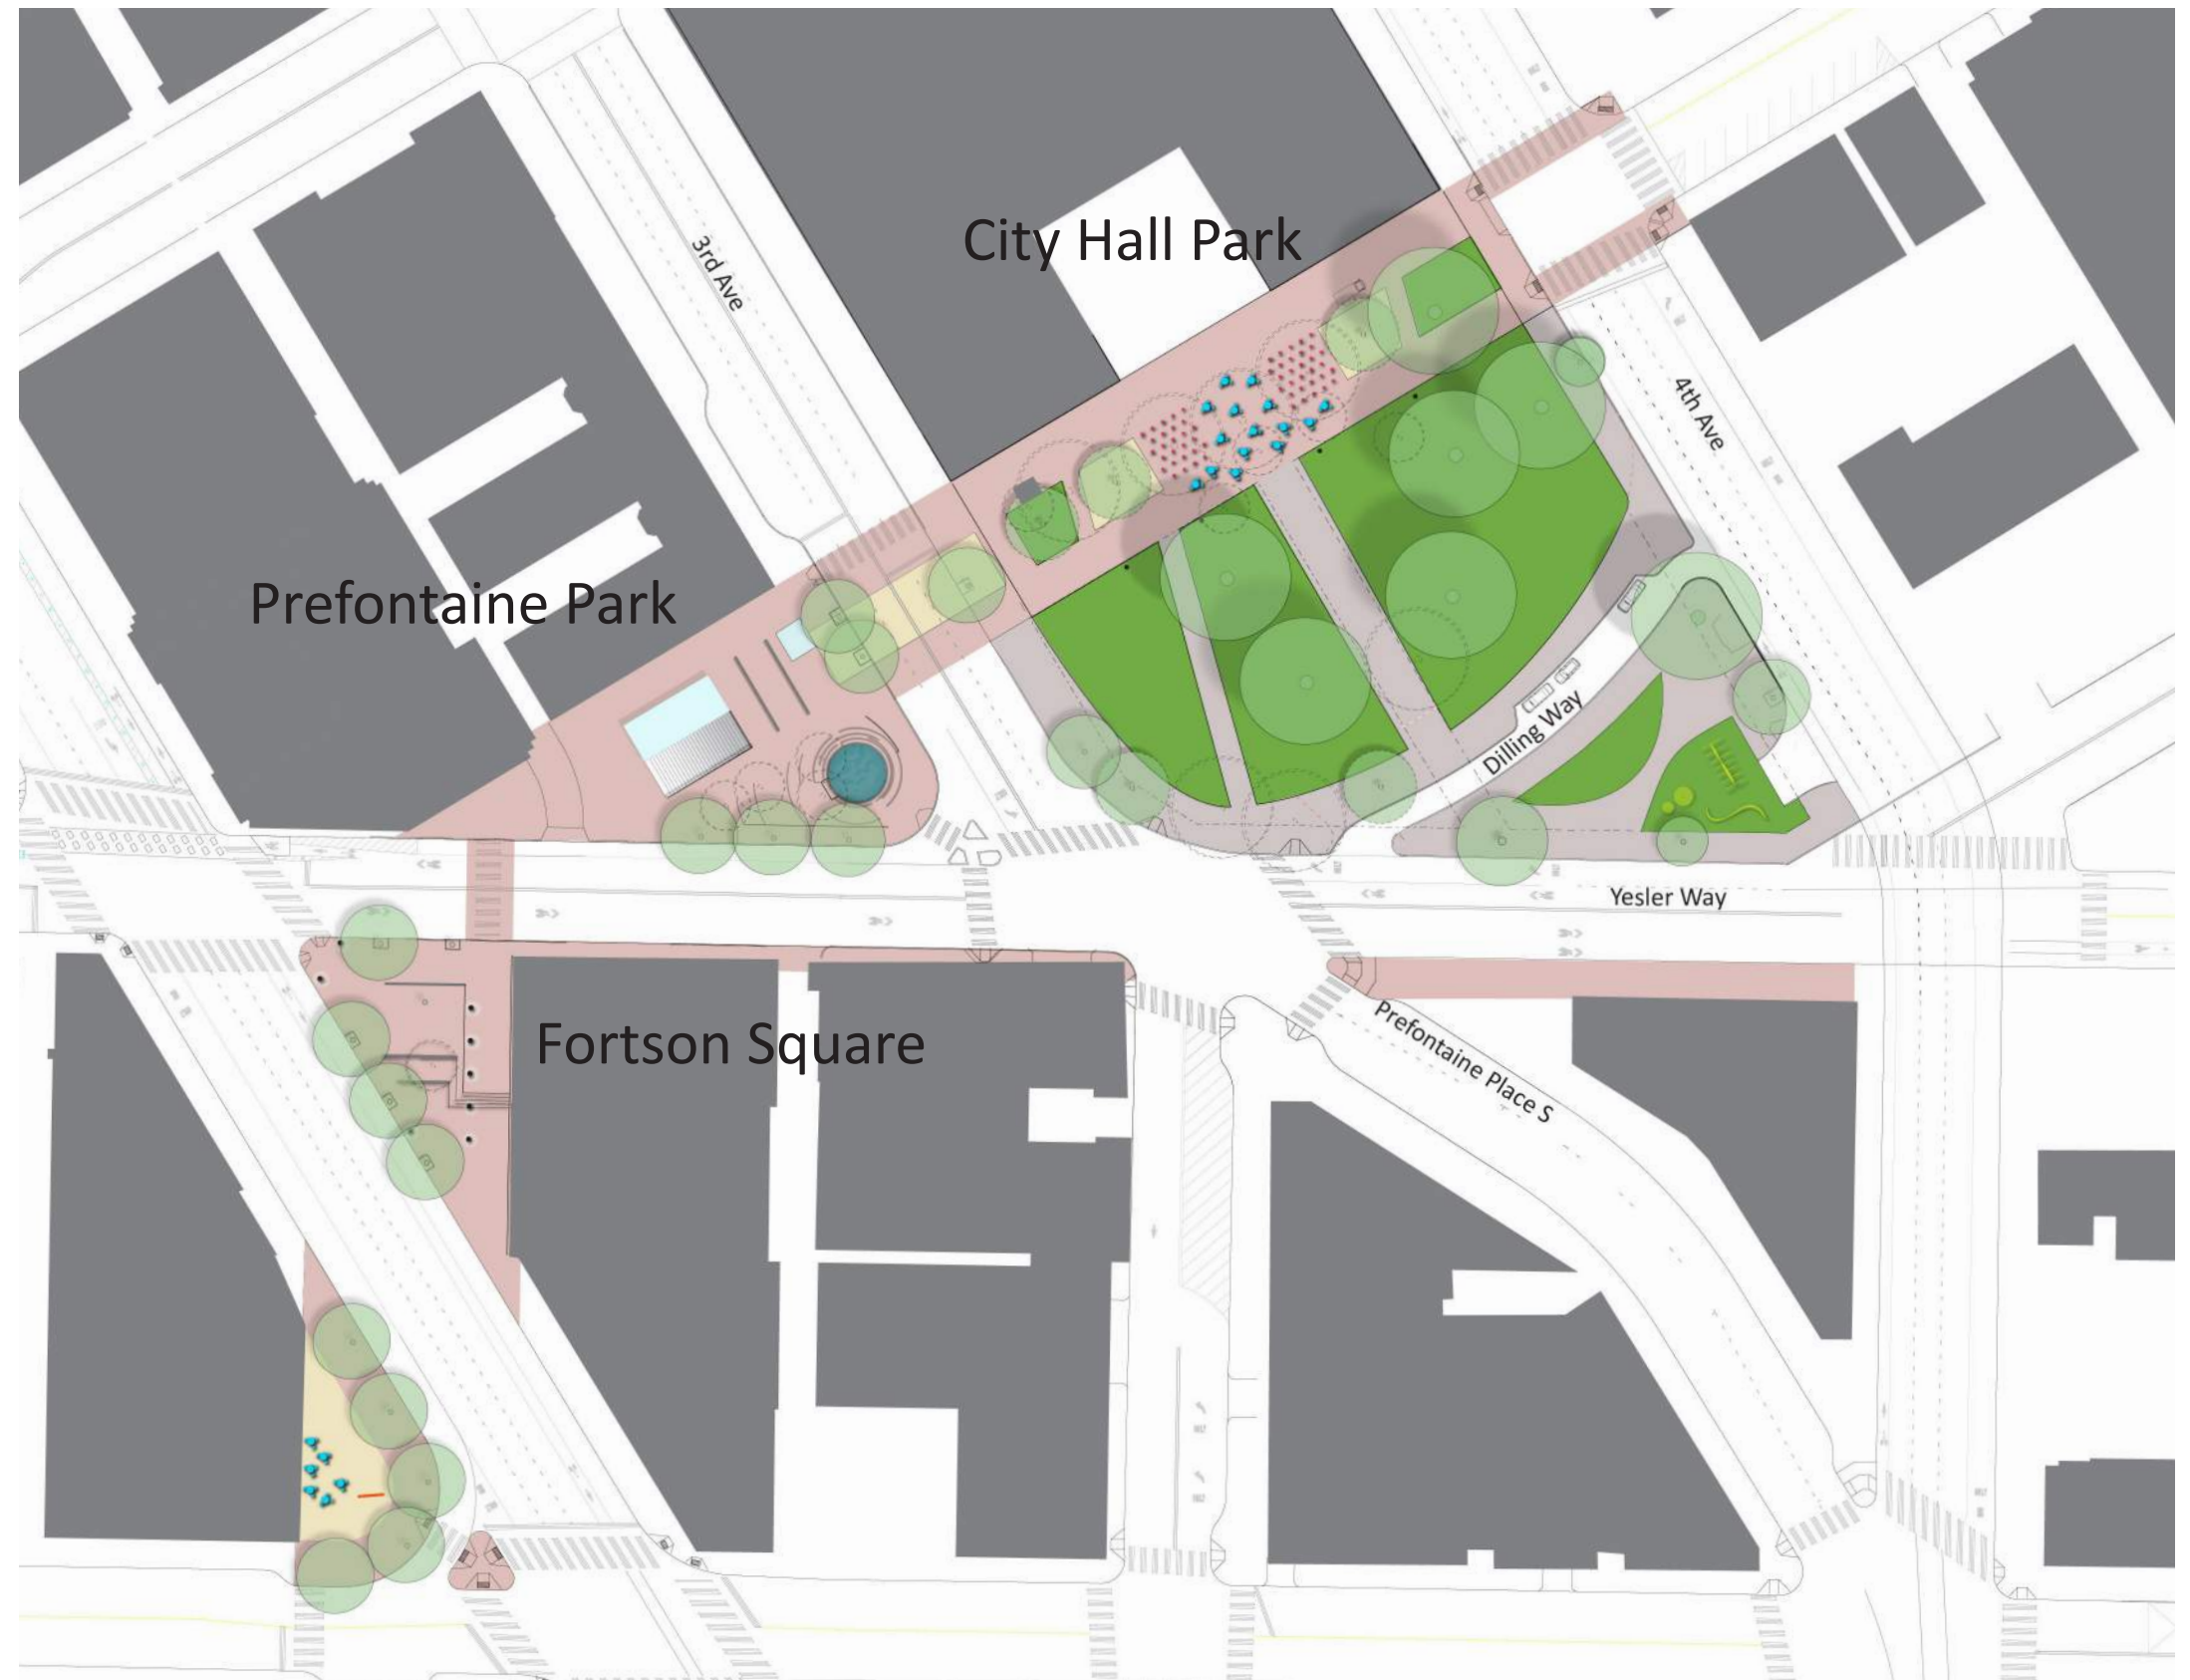 City Hall Park
3rd Ave
4th Ave
Prefontaine Park
Dilling Way
Yesler Way
Fortson Square
Prefontaine Place S